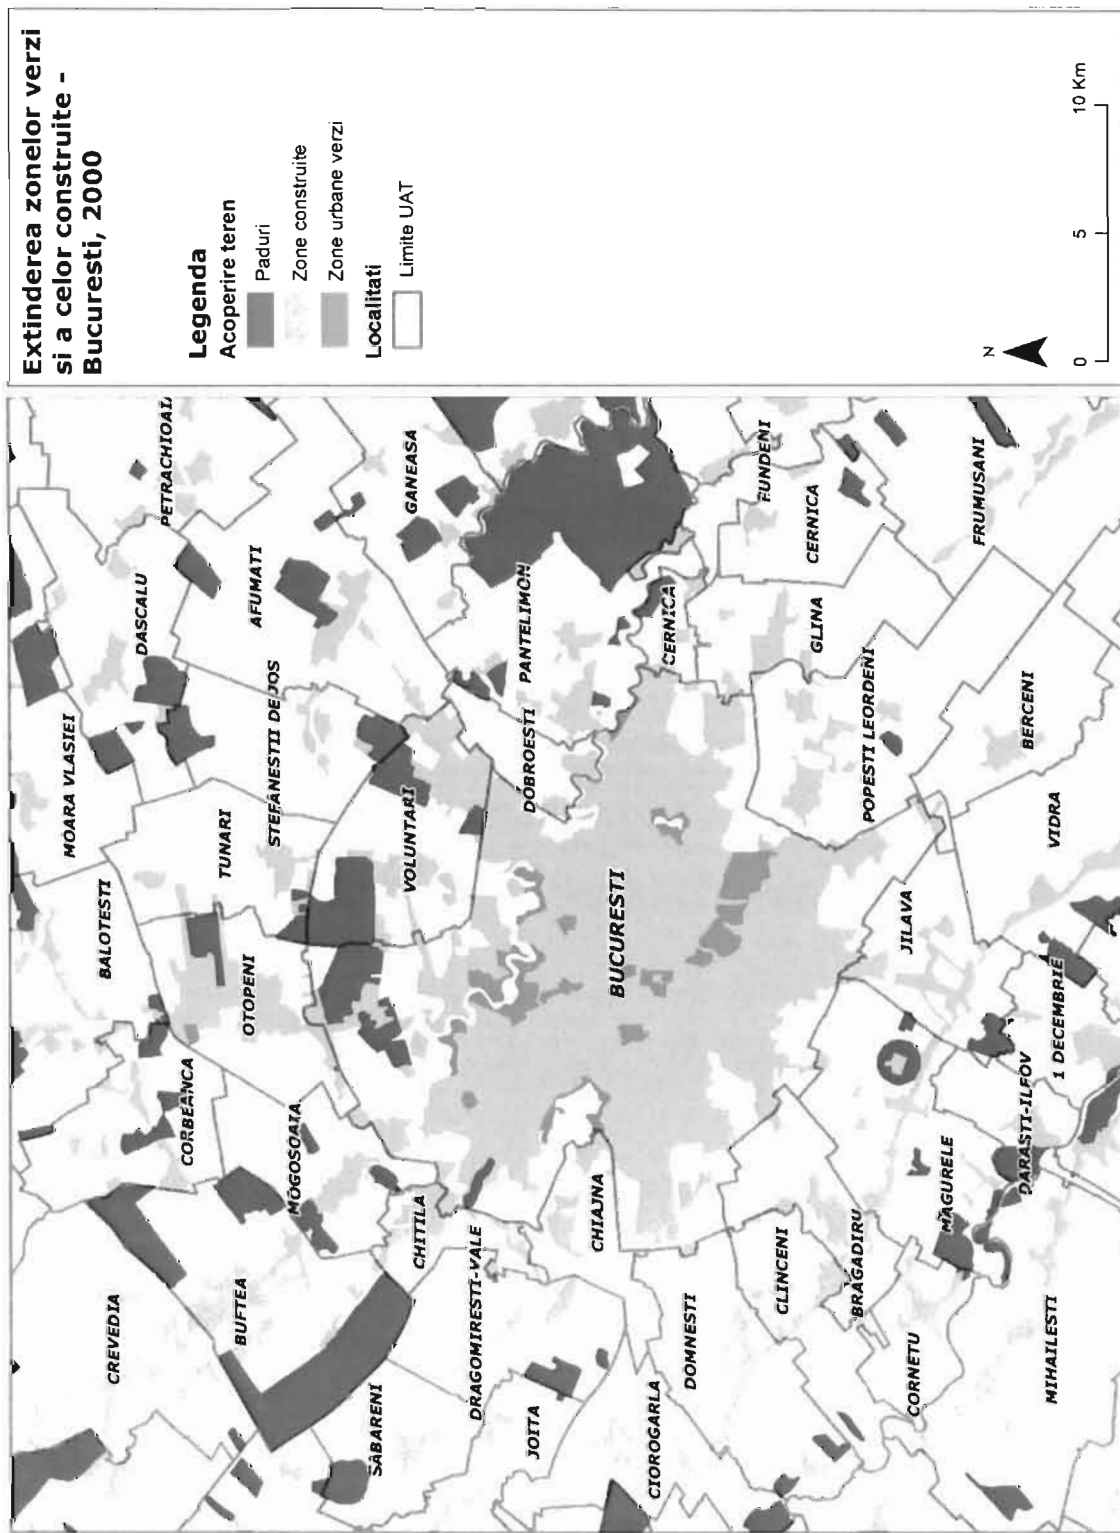 Extinderea zonelor verzi
si a celor construite -
Bucuresti, 2000
Legenda
Acoperire teren
Paduri
Zone construite
Zone urbane verzi
Localitati
Limite UAT
N
0 5 10 Km
CREVEDIA
BUFTEA
SABARENI
DRAGOMIRESTI-VALE
JOITA
CIOROGARLA
DOMNESTI
CLINCENI
BRAGADIRU
CORNETU
MIHAILESTI
MAGURELE
DARASTI-ILFOV
1 DECEMBRIE
CORBEANCA
MOGOSOAIA
CHITILA
CHIAJNA
BALOTESTI
OTOPENI
TUNARI
MOARA VLASIEI
STEFANESTII DE JOS
VOLUNTARI
BUCURESTI
JILAVA
VIDRA
BERCENI
POPESTI LEORDENI
DOBROESTI
PANTELIMON
CERNICA
GLINA
DASCALU
AFUMATI
GANEASA
FUNDENI
CERNICA
FRUMUSANI